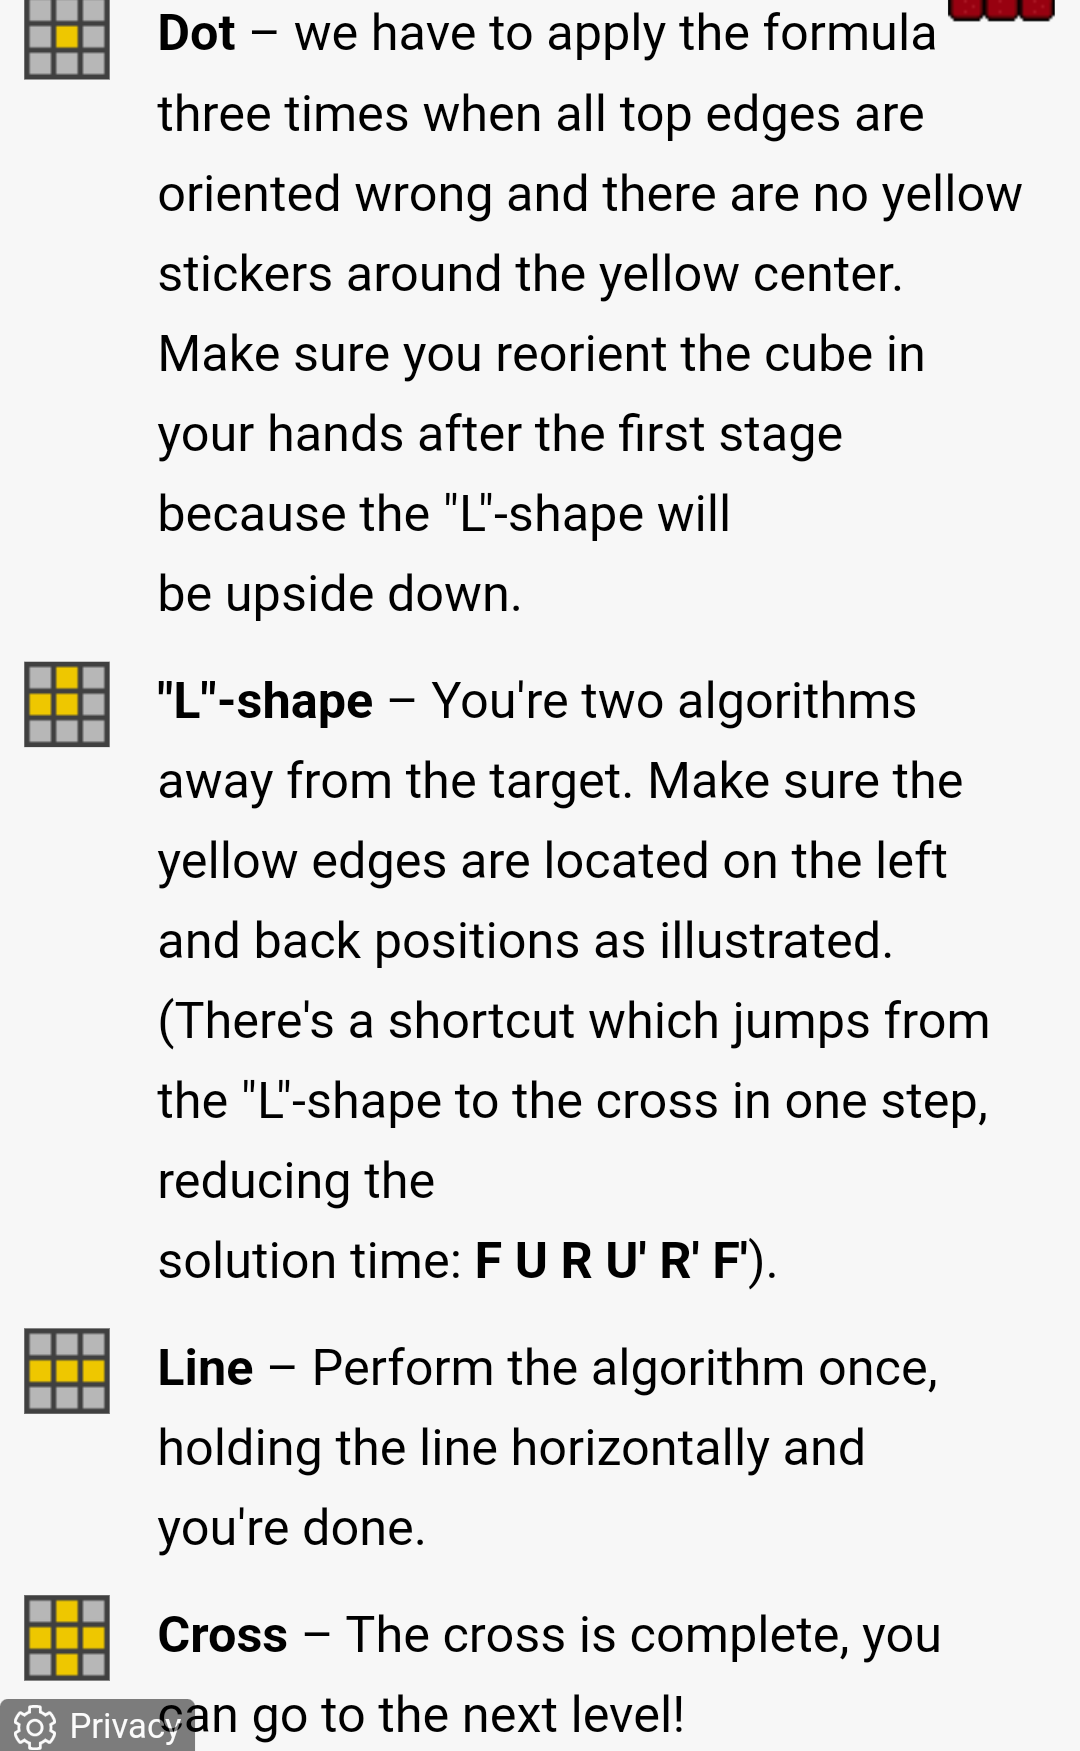 Dot – we have to apply the formula
three times when all top edges are
oriented wrong and there are no yellow
stickers around the yellow center.
Make sure you reorient the cube in
your hands after the first stage
because the "L"-shape will
be upside down.
"L"-shape – You're two algorithms
away from the target. Make sure the
yellow edges are located on the left
and back positions as illustrated.
(There's a shortcut which jumps from
the "L"-shape to the cross in one step,
reducing the
solution time: F U R U' R' F').
Line – Perform the algorithm once,
holding the line horizontally and
you're done.
Cross – The cross is complete, you
can go to the next level!
Privacy